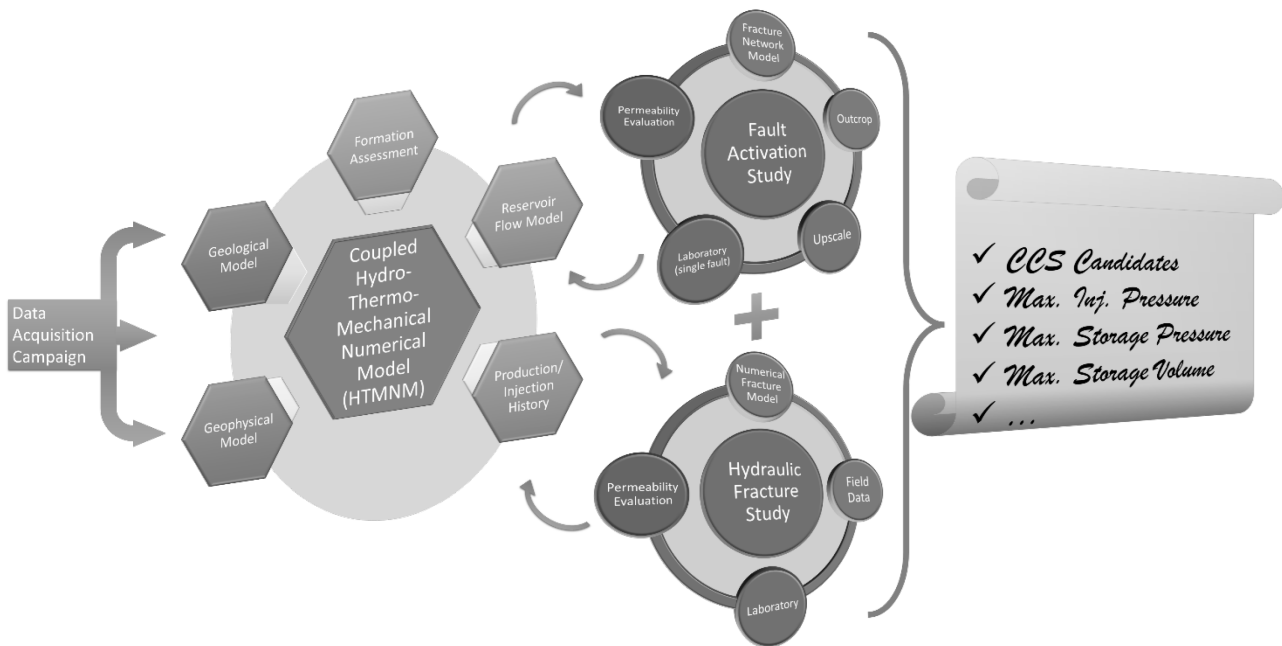 Data
Acquisition
Campaign
Geological
Model
Geophysical
Model
Formation
Assessment
Reservoir
Flow Model
Production/
Injection
History
Coupled
Hydro-
Thermo-
Mechanical
Numerical
Model
(HTMNM)
Fracture
Network
Model
Permeability
Evaluation
Outcrop
Fault
Activation
Study
Laboratory
(single fault)
Upscale
+
Numerical
Fracture
Model
Permeability
Evaluation
Field
Data
Hydraulic
Fracture
Study
Laboratory
✓ CCS Candidates
✓ Max. Inj. Pressure
✓ Max. Storage Pressure
✓ Max. Storage Volume
✓ ...